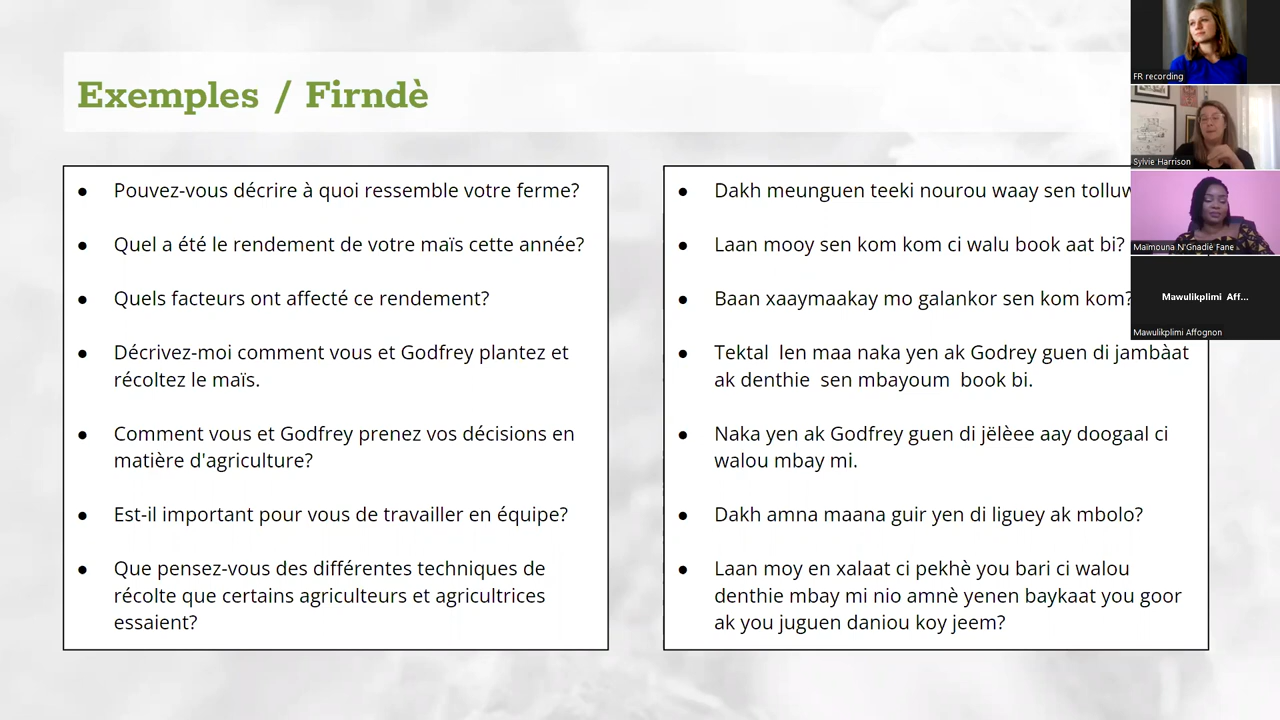 Exemples / Firndè
● Pouvez-vous décrire à quoi ressemble votre ferme?
● Quel a été le rendement de votre maïs cette année?
● Quels facteurs ont affecté ce rendement?
● Décrivez-moi comment vous et Godfrey plantez et
récoltez le maïs.
● Comment vous et Godfrey prenez vos décisions en
matière d'agriculture?
● Est-il important pour vous de travailler en équipe?
● Que pensez-vous des différentes techniques de
récolte que certains agriculteurs et agricultrices
essaient?
● Dakh meunguen teeki nourou waay sen
● Laan mooy sen kom kom ci walu book aat bi?
● Baan xaaymaakay mo galankor sen kom kom?
● Tektal len maa naka yen ak Godrey guen di jambàat
ak denthie sen mbayoum book bi.
● Naka yen ak Godfrey guen di jëlèee aay doogaal ci
walou mbay mi.
● Dakh amna maana guir yen di liguey ak mbolo?
● Laan moy en xalaat ci pekhè you bari ci walou
denthie mbay mi nio amnè yenen baykaat you goor
ak you juguen daniou koy jeem?
FR recording
Sylvie Harrison
Maïmouna N'Gnadié Fane
Mawulikplimi Aff...
Mawulikplimi Affognon